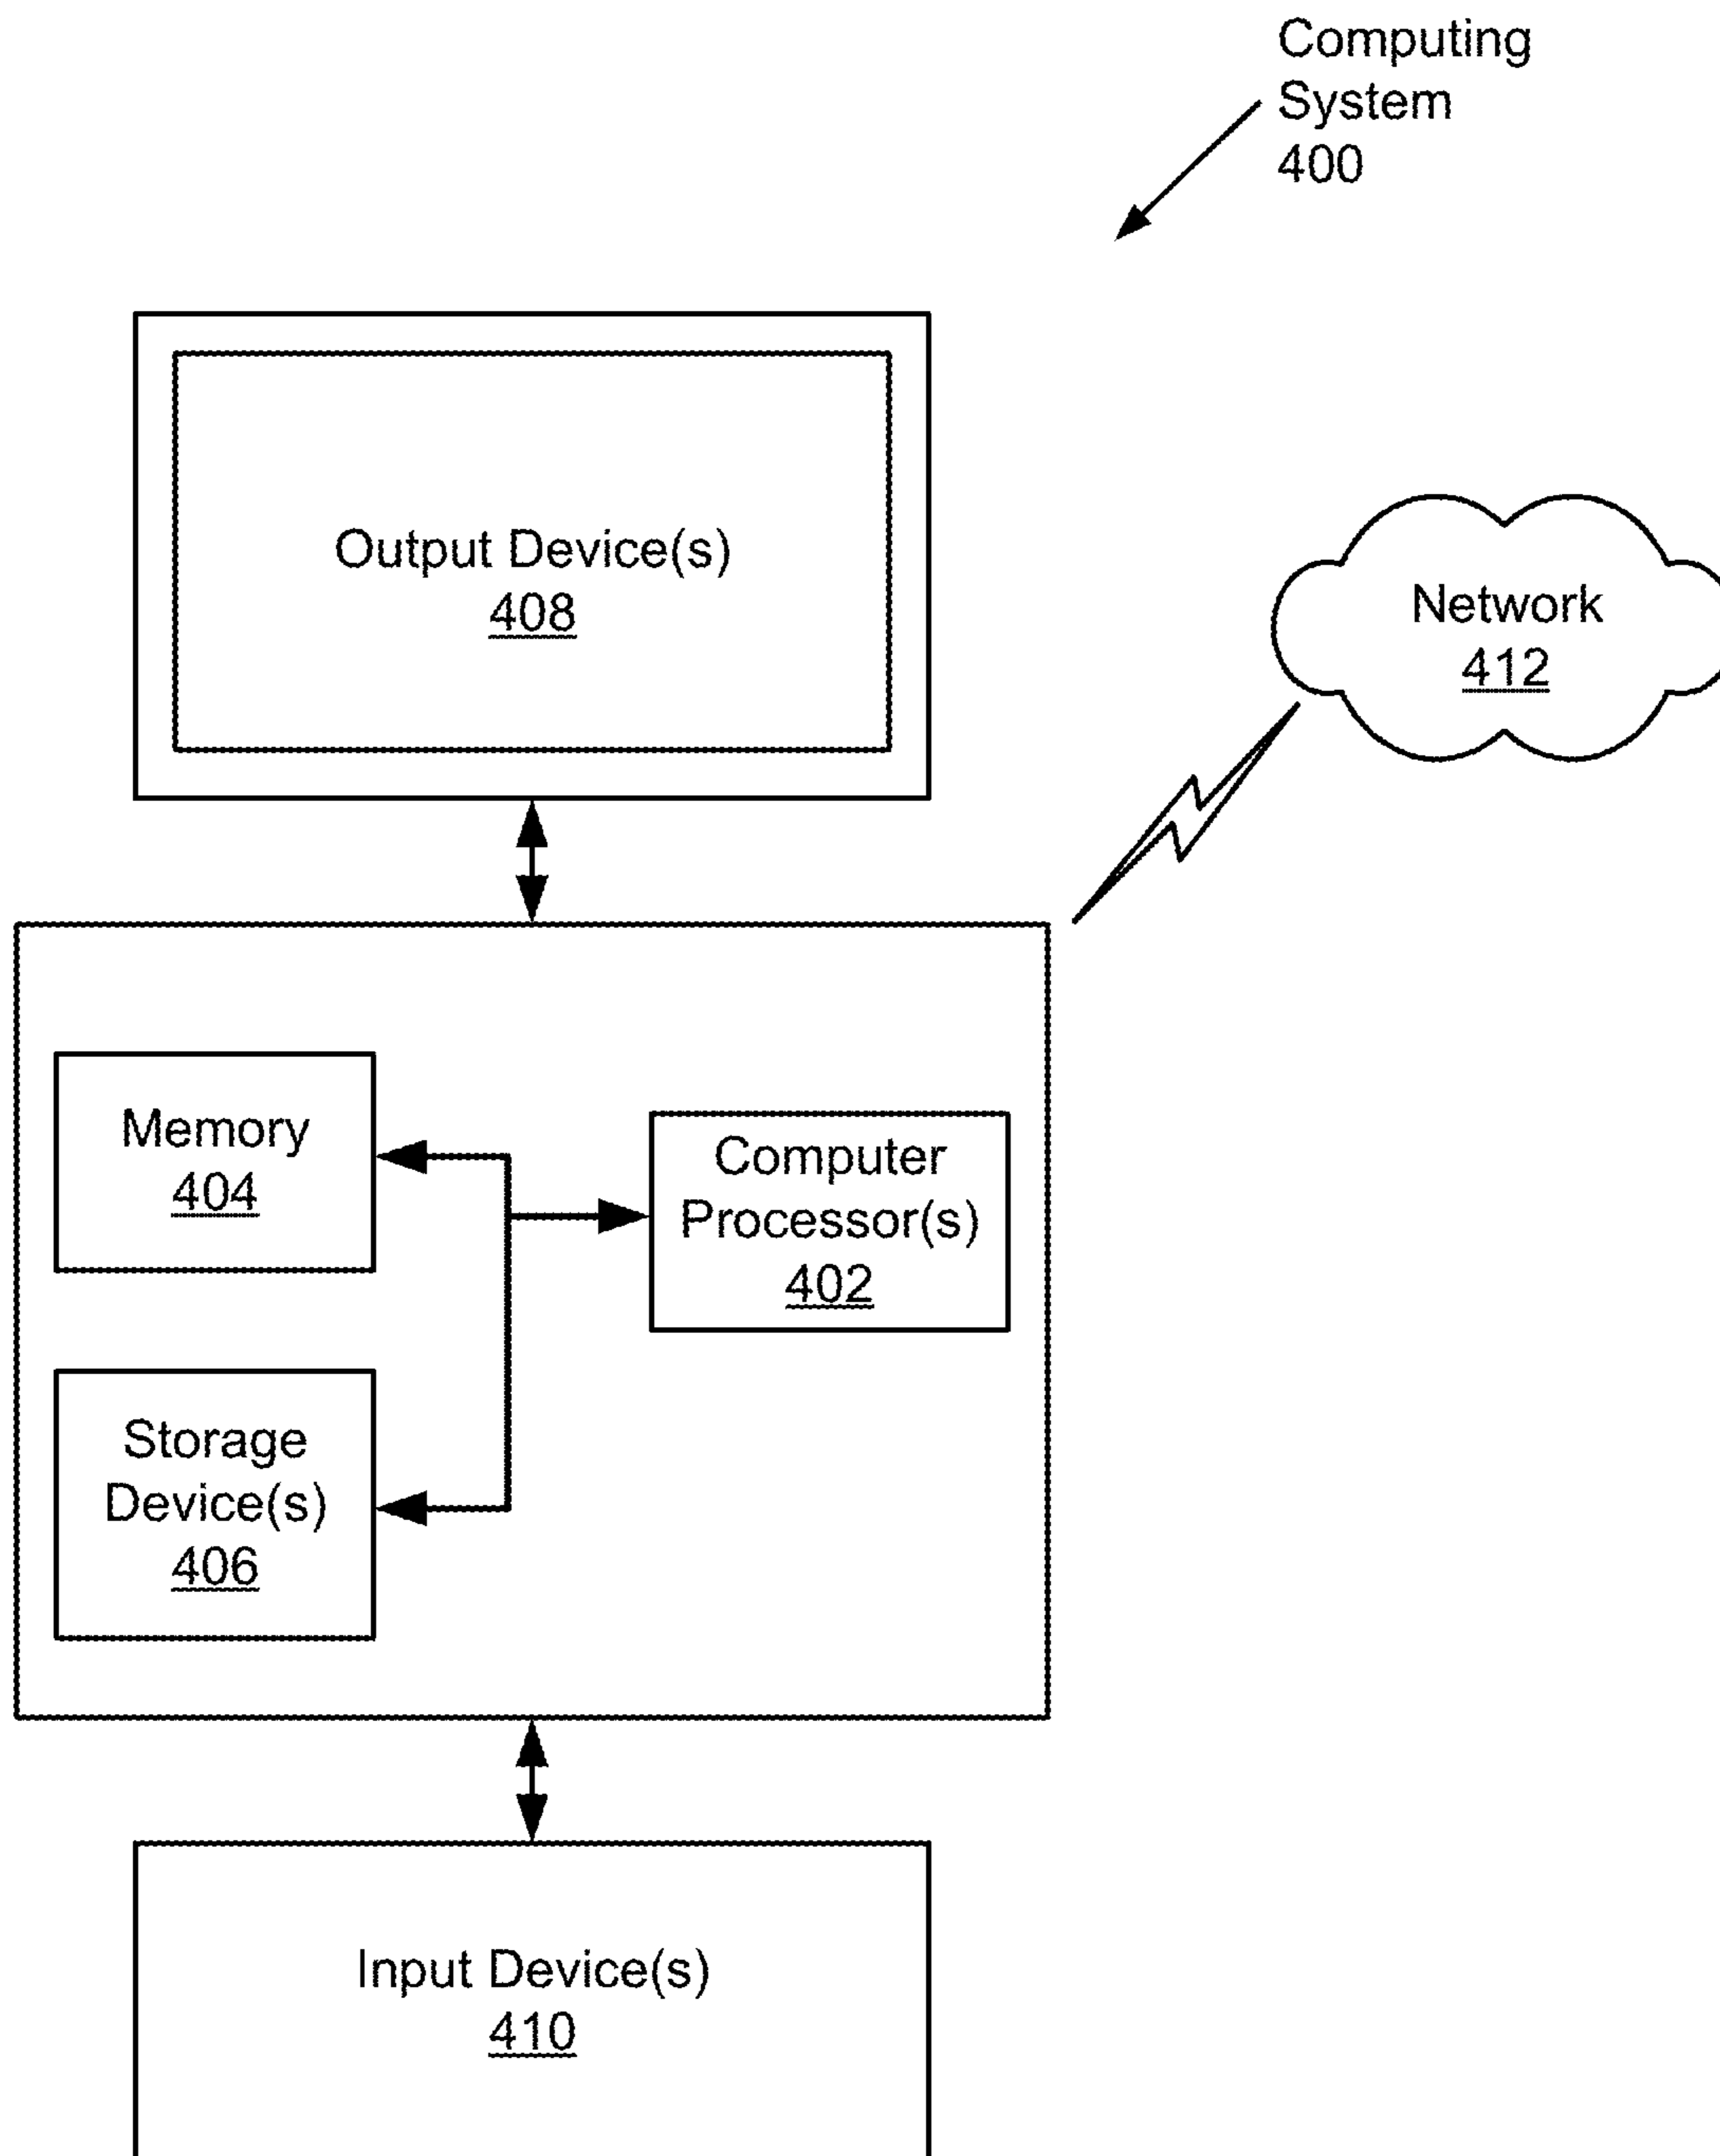 Computing
System
400
Output Device(s)
408
Network
412
Memory
404
Computer
Processor(s)
402
Storage
Device(s)
406
Input Device(s)
410